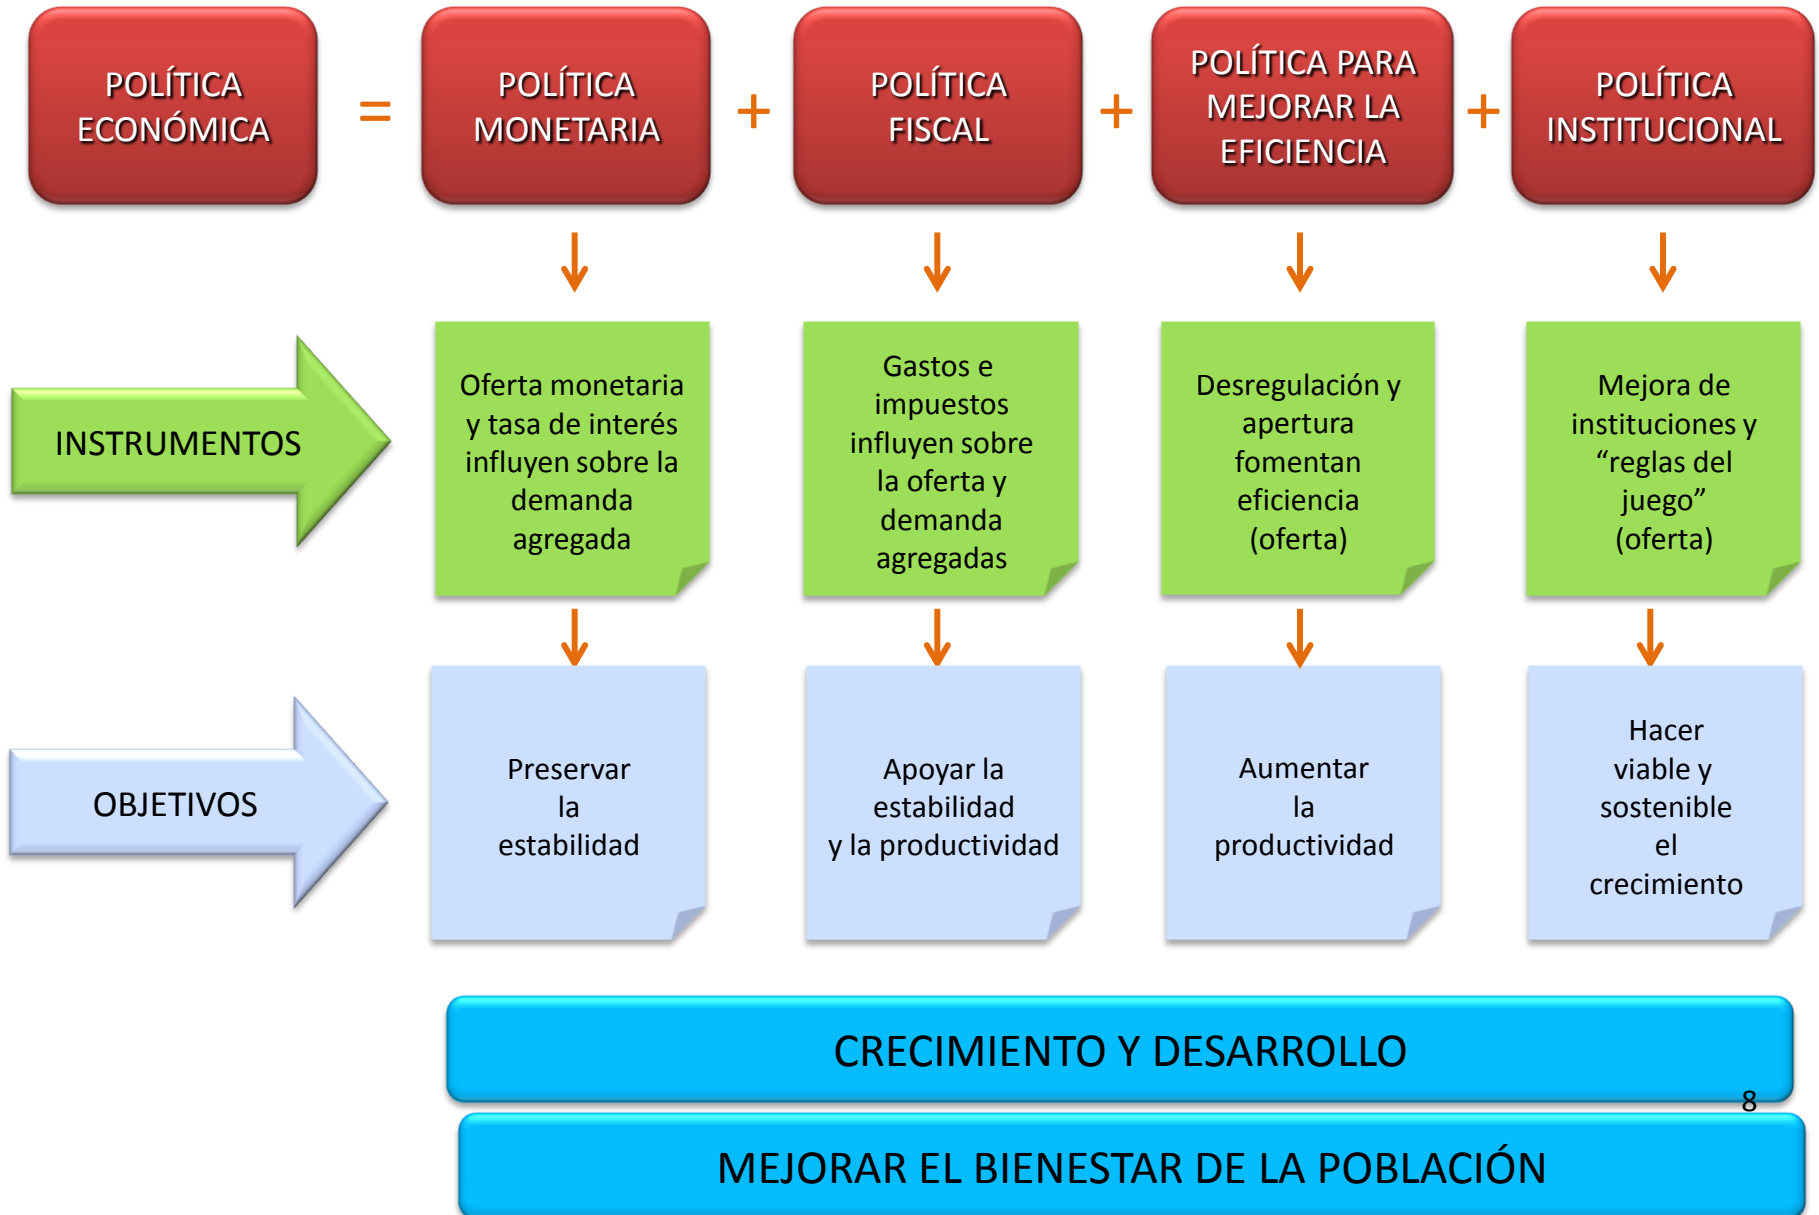 POLÍTICA
ECONÓMICA
=
POLÍTICA
MONETARIA
+
POLÍTICA
FISCAL
+
POLÍTICA PARA
MEJORAR LA
EFICIENCIA
+
POLÍTICA
INSTITUCIONAL
INSTRUMENTOS
Oferta monetaria
y tasa de interés
influyen sobre la
demanda
agregada
Gastos e
impuestos
influyen sobre
la oferta y
demanda
agregadas
Desregulación y
apertura
fomentan
eficiencia
(oferta)
Mejora de
instituciones y
“reglas del
juego”
(oferta)
OBJETIVOS
Preservar
la
estabilidad
Apoyar la
estabilidad
y la productividad
Aumentar
la
productividad
Hacer
viable y
sostenible
el
crecimiento
CRECIMIENTO Y DESARROLLO
8
MEJORAR EL BIENESTAR DE LA POBLACIÓN